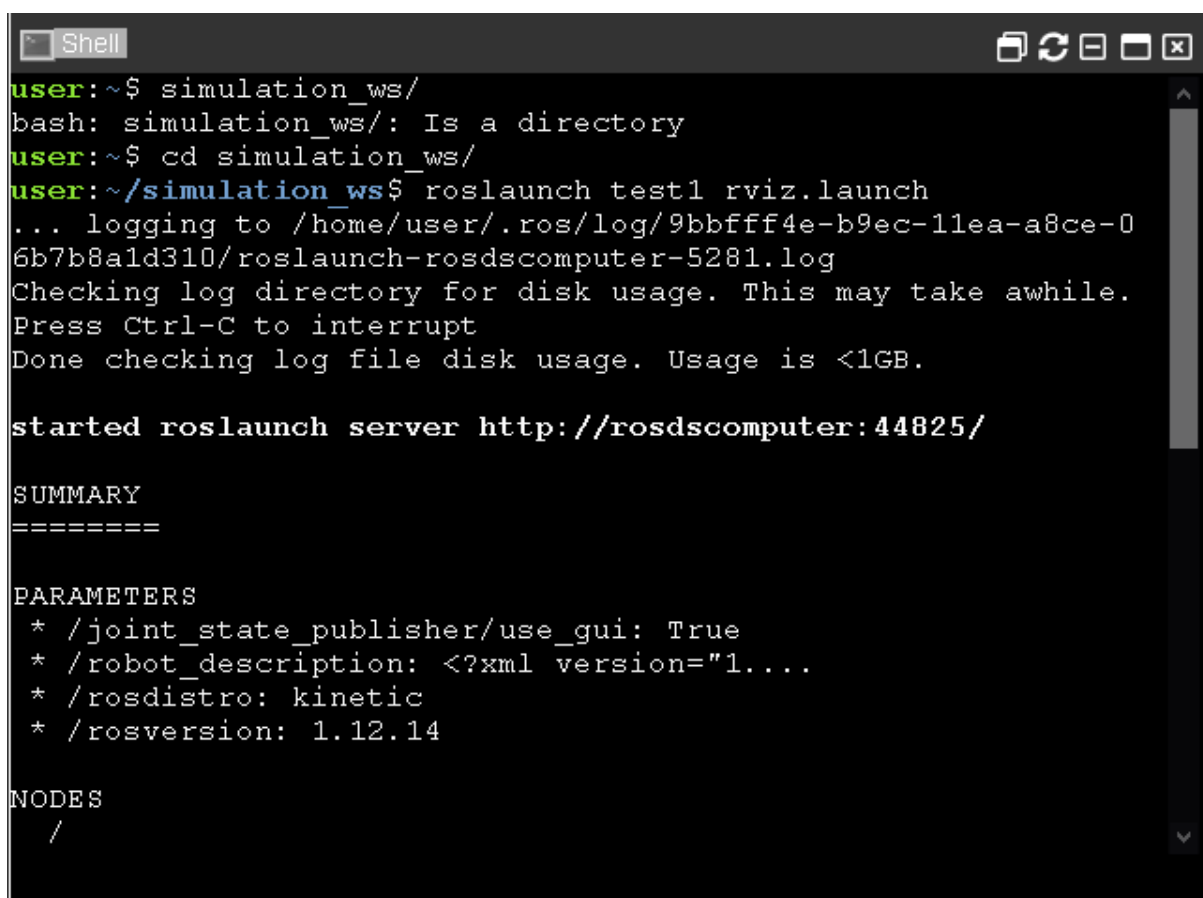 Shell
user:~$ simulation_ws/
bash: simulation_ws/: Is a directory
user:~$ cd simulation_ws/
user:~/simulation_ws$ roslaunch test1 rviz.launch
... logging to /home/user/.ros/log/9bbfff4e-b9ec-11ea-a8ce-0
6b7b8a1d310/roslaunch-rosdscomputer-5281.log
Checking log directory for disk usage. This may take awhile.
Press Ctrl-C to interrupt
Done checking log file disk usage. Usage is <1GB.
started roslaunch server http://rosdscomputer:44825/
SUMMARY
========
PARAMETERS
* /joint_state_publisher/use_gui: True
* /robot_description: <?xml version="1....
* /rosdistro: kinetic
* /rosversion: 1.12.14
NODES
/